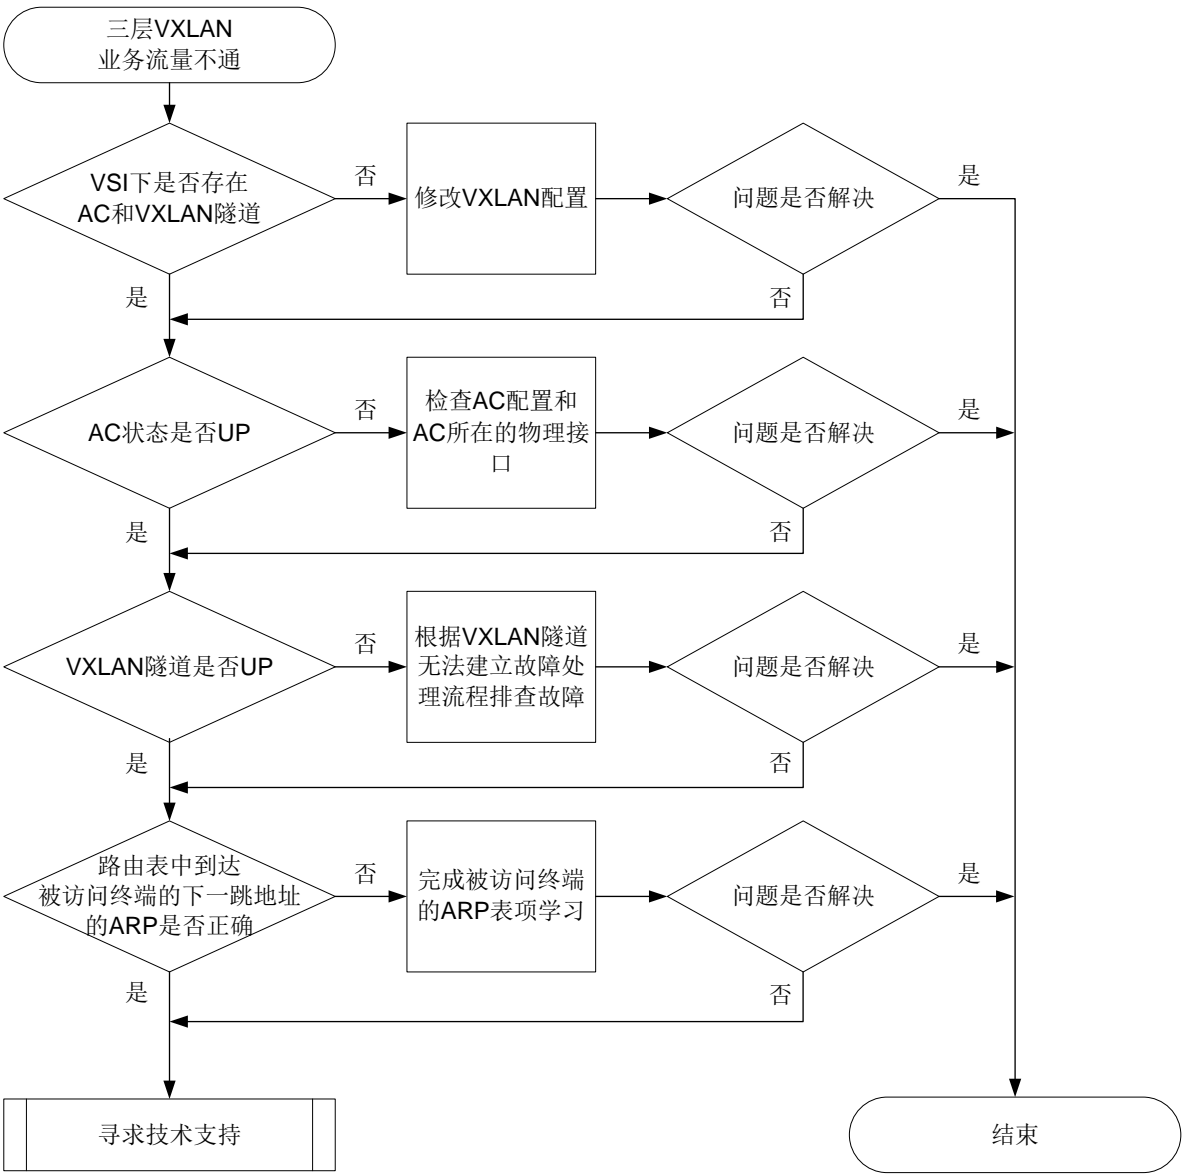 三层VXLAN
业务流量不通
VSI下是否存在
AC和VXLAN隧道
否
修改VXLAN配置
问题是否解决
是
是
否
AC状态是否UP
否
检查AC配置和
AC所在的物理接
口
问题是否解决
是
是
否
VXLAN隧道是否UP
否
根据VXLAN隧道
无法建立故障处
理流程排查故障
问题是否解决
是
是
否
路由表中到达
被访问终端的下一跳地址
的ARP是否正确
否
完成被访问终端
的ARP表项学习
问题是否解决
是
是
否
寻求技术支持
结束